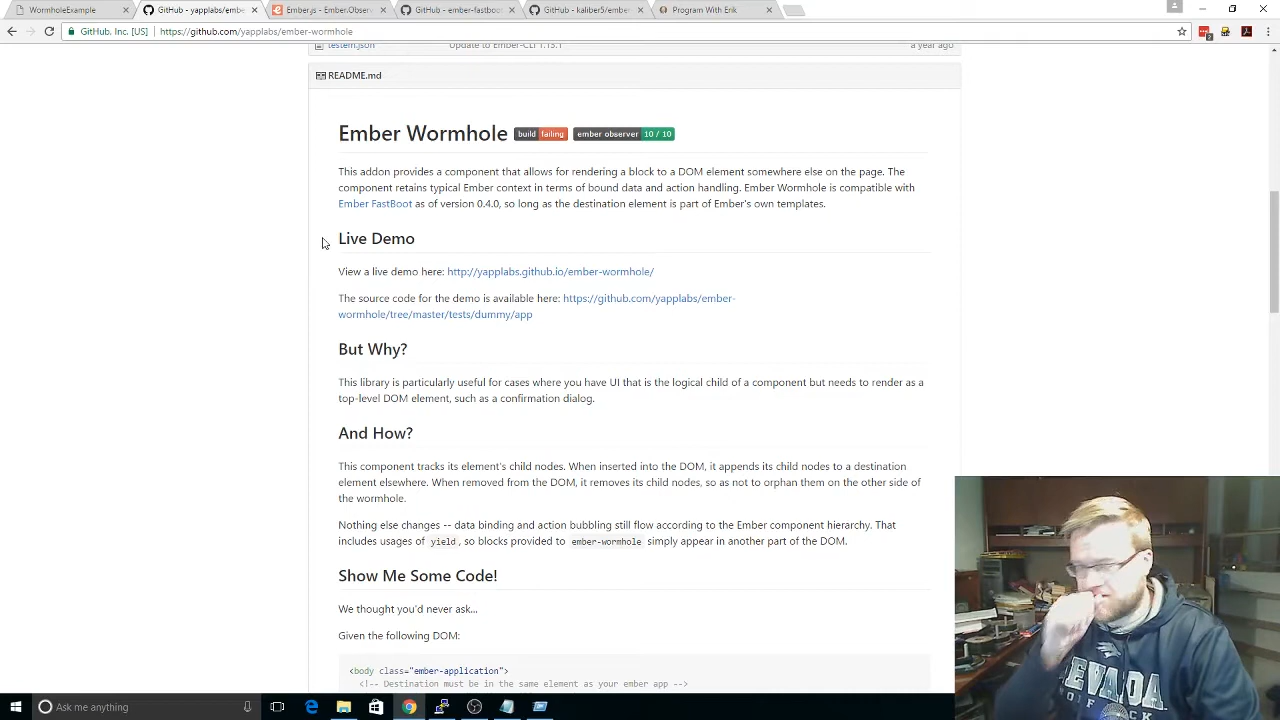 WormholeExample
GitHub - yapplabs/embe
Ember.js - Ember.Observ
GitHub - ember-fastboot
GitHub - kaliber5/ember
Program With Erik
GitHub, Inc. [US]
https://github.com/yapplabs/ember-wormhole
testem.json
Update to Ember-CLI 1.13.1
a year ago
README.md
Ember Wormhole build failing ember observer 10 / 10
This addon provides a component that allows for rendering a block to a DOM element somewhere else on the page. The
component retains typical Ember context in terms of bound data and action handling. Ember Wormhole is compatible with
Ember FastBoot as of version 0.4.0, so long as the destination element is part of Ember's own templates.
Live Demo
View a live demo here: http://yapplabs.github.io/ember-wormhole/
The source code for the demo is available here: https://github.com/yapplabs/ember-
wormhole/tree/master/tests/dummy/app
But Why?
This library is particularly useful for cases where you have UI that is the logical child of a component but needs to render as a
top-level DOM element, such as a confirmation dialog.
And How?
This component tracks its element's child nodes. When inserted into the DOM, it appends its child nodes to a destination
element elsewhere. When removed from the DOM, it removes its child nodes, so as not to orphan them on the other side of
the wormhole.
Nothing else changes -- data binding and action bubbling still flow according to the Ember component hierarchy. That
includes usages of yield, so blocks provided to ember-wormhole simply appear in another part of the DOM.
Show Me Some Code!
We thought you'd never ask...
Given the following DOM:
<body class="ember-application">
<!-- Destination must be in the same element as your ember app -->
NEVADA
WOLF PACK
Ask me anything